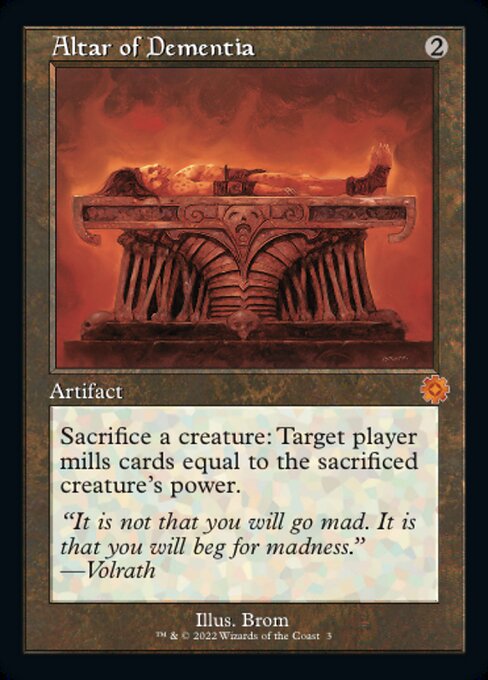 Altar of Dementia 2
Artifact
Sacrifice a creature: Target player
mills cards equal to the sacrificed
creature's power.
“It is not that you will go mad. It is
that you will beg for madness.”
—Volrath
Illus. Brom
™ & © 2022 Wizards of the Coast 3